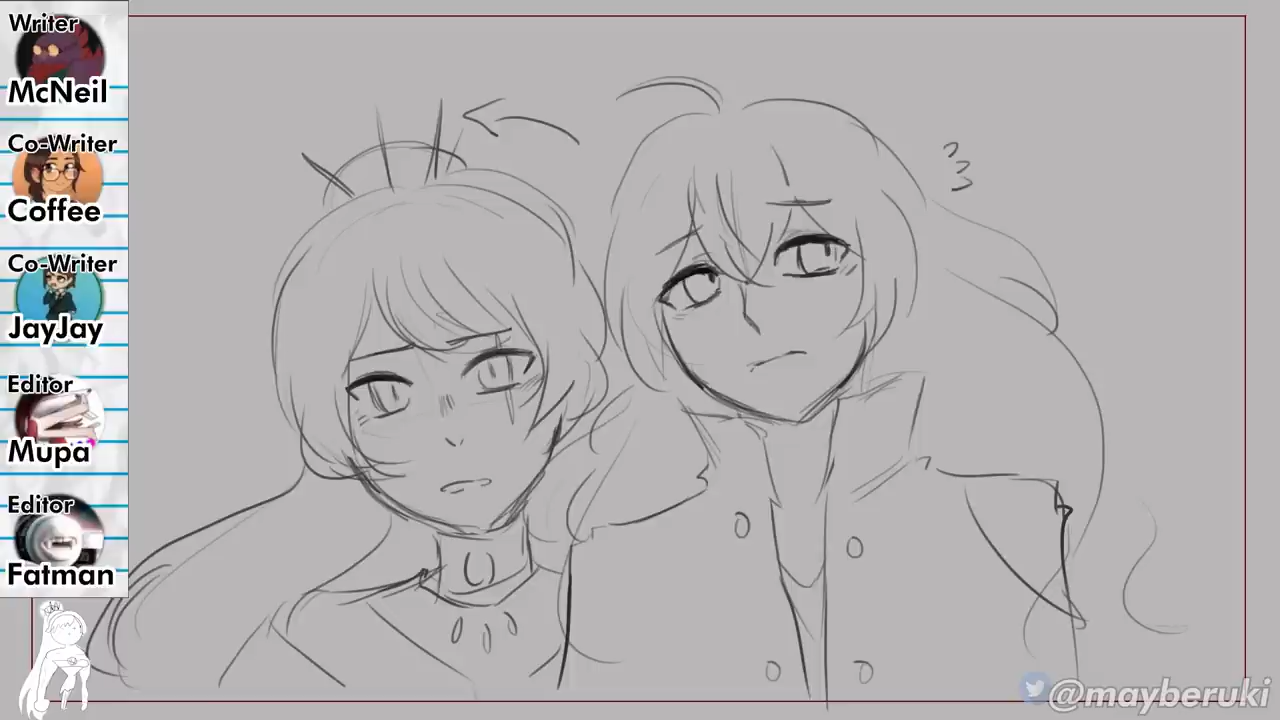 Writer
McNeil
Co-Writer
Coffee
Co-Writer
JayJay
Editor
Mupa
Editor
Fatman
@mayberuki